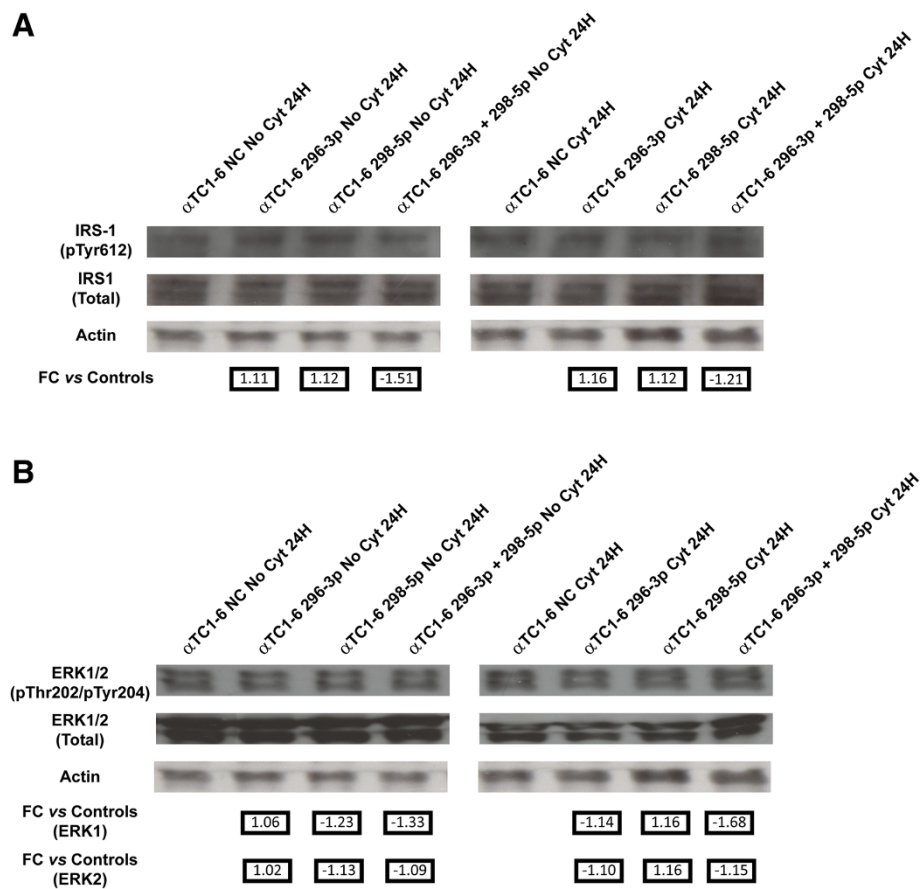 A
αTC1-6 NC No Cyt 24H
αTC1-6 296-3p No Cyt 24H
αTC1-6 298-5p No Cyt 24H
αTC1-6 296-3p + 298-5p No Cyt 24H
αTC1-6 NC Cyt 24H
αTC1-6 296-3p Cyt 24H
αTC1-6 298-5p Cyt 24H
αTC1-6 296-3p + 298-5p Cyt 24H
IRS-1
(pTyr612)
IRS1
(Total)
Actin
FC vs Controls 1.11 1.12 -1.51 1.16 1.12 -1.21
B
αTC1-6 NC No Cyt 24H
αTC1-6 296-3p No Cyt 24H
αTC1-6 298-5p No Cyt 24H
αTC1-6 296-3p + 298-5p No Cyt 24H
αTC1-6 NC Cyt 24H
αTC1-6 296-3p Cyt 24H
αTC1-6 298-5p Cyt 24H
αTC1-6 296-3p + 298-5p Cyt 24H
ERK1/2
(pThr202/pTyr204)
ERK1/2
(Total)
Actin
FC vs Controls
(ERK1) 1.06 -1.23 -1.33 -1.14 1.16 -1.68
FC vs Controls
(ERK2) 1.02 -1.13 -1.09 -1.10 1.16 -1.15